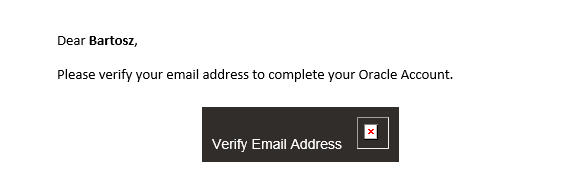 Dear Bartosz,
Please verify your email address to complete your Oracle Account.
Verify Email Address